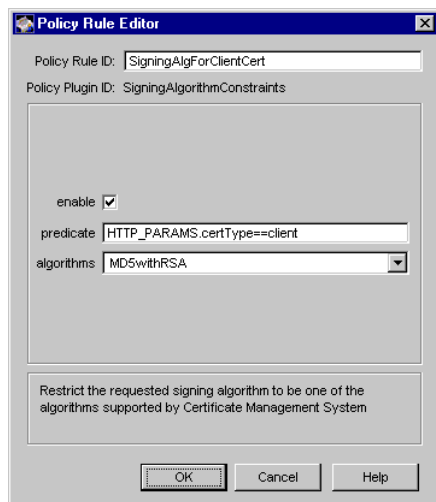 Policy Rule Editor
Policy Rule ID: SigningAlgForClientCert
Policy Plugin ID: SigningAlgorithmConstraints
enable
predicate HTTP_PARAMS.certType==client
algorithms MD5withRSA
Restrict the requested signing algorithm to be one of the
algorithms supported by Certificate Management System
OK Cancel Help